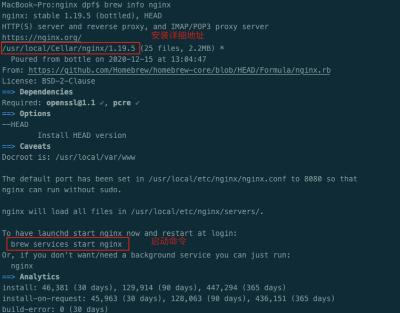 MacBook-Pro:nginx dpf$ brew info nginx
nginx: stable 1.19.5 (bottled), HEAD
HTTP(S) server and reverse proxy, and IMAP/POP3 proxy server
https://nginx.org/
安装详细地址
/usr/local/Cellar/nginx/1.19.5 (25 files, 2.2MB) *
Poured from bottle on 2020-12-15 at 13:04:47
From: https://github.com/Homebrew/homebrew-core/blob/HEAD/Formula/nginx.rb
License: BSD-2-Clause
==> Dependencies
Required: openssl@1.1 ✓, pcre ✓
==> Options
--HEAD
Install HEAD version
==> Caveats
Docroot is: /usr/local/var/www
The default port has been set in /usr/local/etc/nginx/nginx.conf to 8080 so that
nginx can run without sudo.
nginx will load all files in /usr/local/etc/nginx/servers/.
To have launchd start nginx now and restart at login:
brew services start nginx 启动命令
Or, if you don't want/need a background service you can just run:
nginx
==> Analytics
install: 46,381 (30 days), 129,914 (90 days), 447,294 (365 days)
install-on-request: 45,963 (30 days), 128,063 (90 days), 436,151 (365 days)
build-error: 0 (30 days)